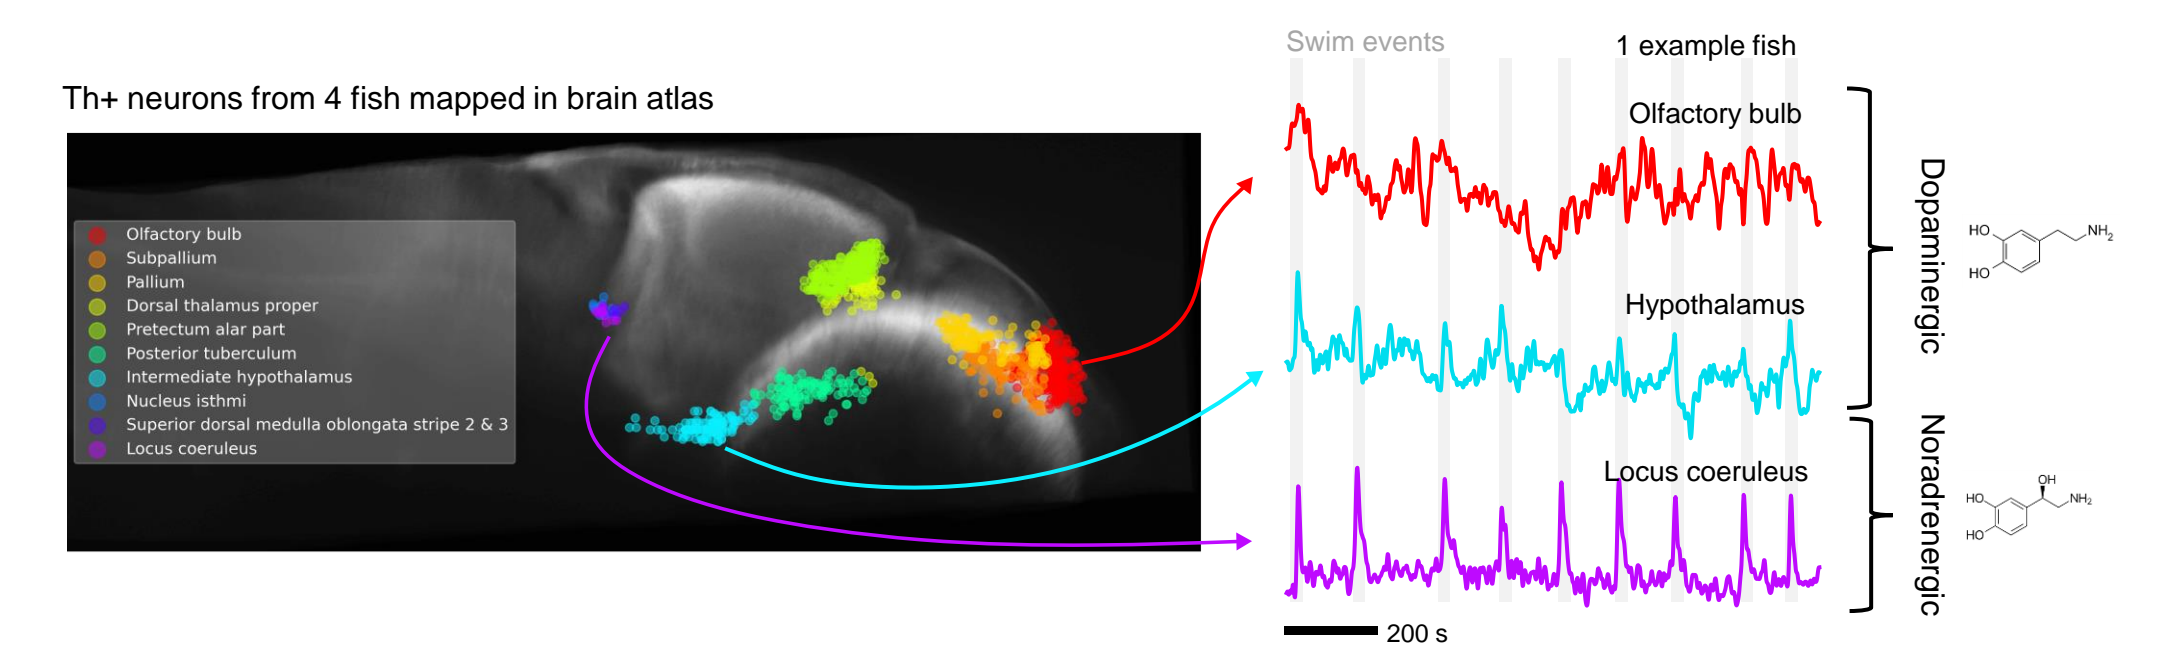 Th+ neurons from 4 fish mapped in brain atlas
Olfactory bulb
Subpallium
Pallium
Dorsal thalamus proper
Pretectum alar part
Posterior tuberculum
Intermediate hypothalamus
Nucleus isthmi
Superior dorsal medulla oblongata stripe 2 & 3
Locus coeruleus
Swim events
1 example fish
Olfactory bulb
Hypothalamus
Locus coeruleus
200 s
Dopaminergic
HO
HO
NH2
Noradrenergic
OH
HO
HO
NH2